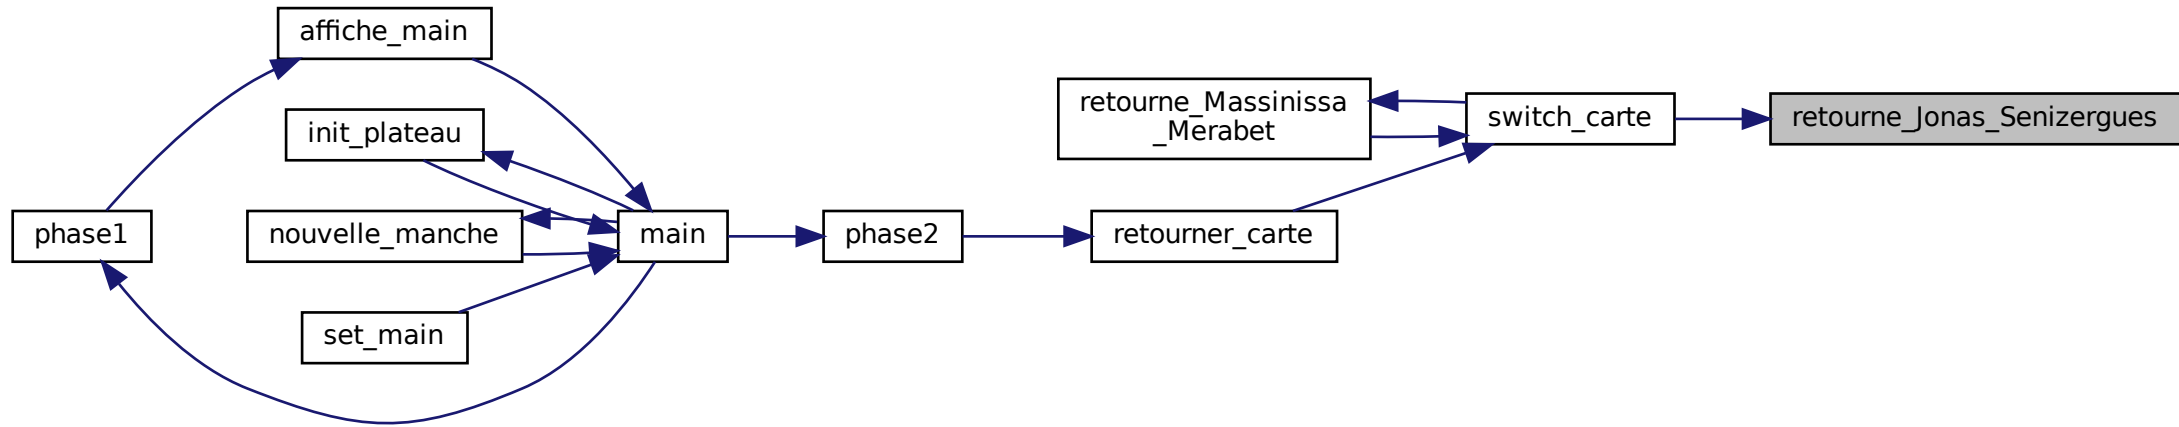 affiche_main
init_plateau
phase1
nouvelle_manche
main
set_main
phase2
retourner_carte
retourne_Massinissa
_Merabet
switch_carte
retourne_Jonas_Senizergues